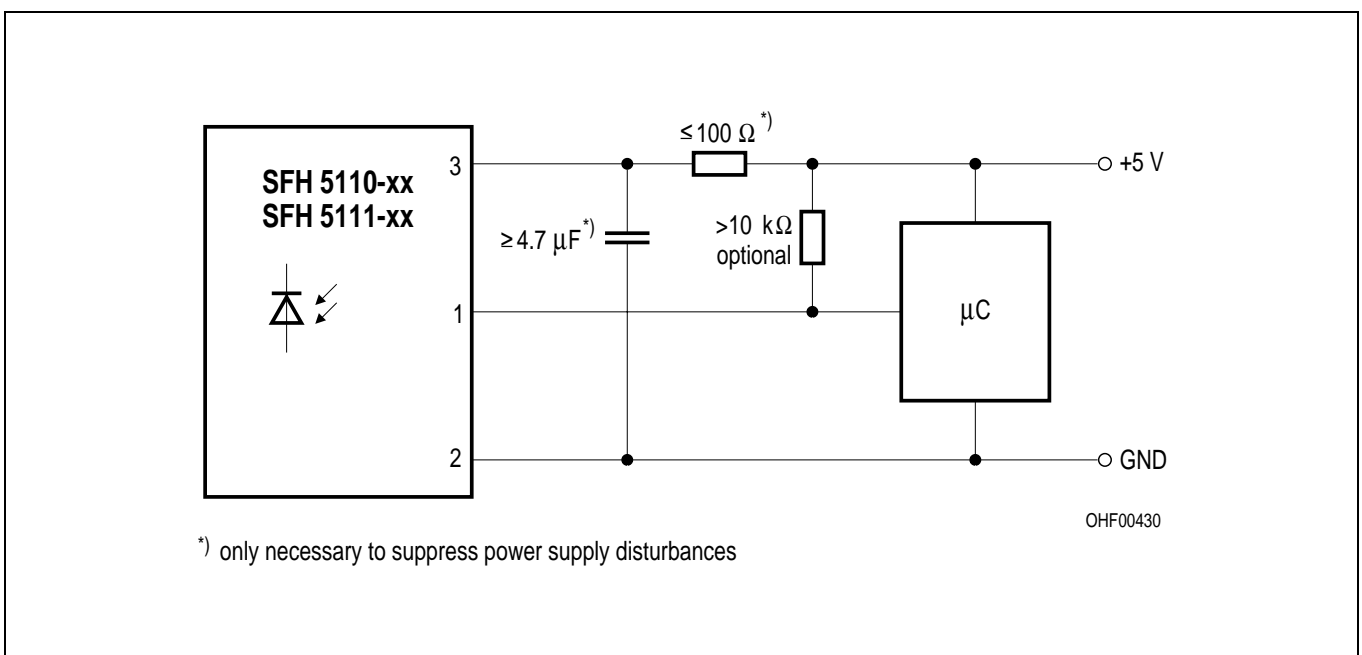 ≤100 Ω *)
3
+5 V
SFH 5110-xx
SFH 5111-xx
≥4.7 µF*)
>10 kΩ
optional
1
µC
2
GND
OHF00430
*) only necessary to suppress power supply disturbances